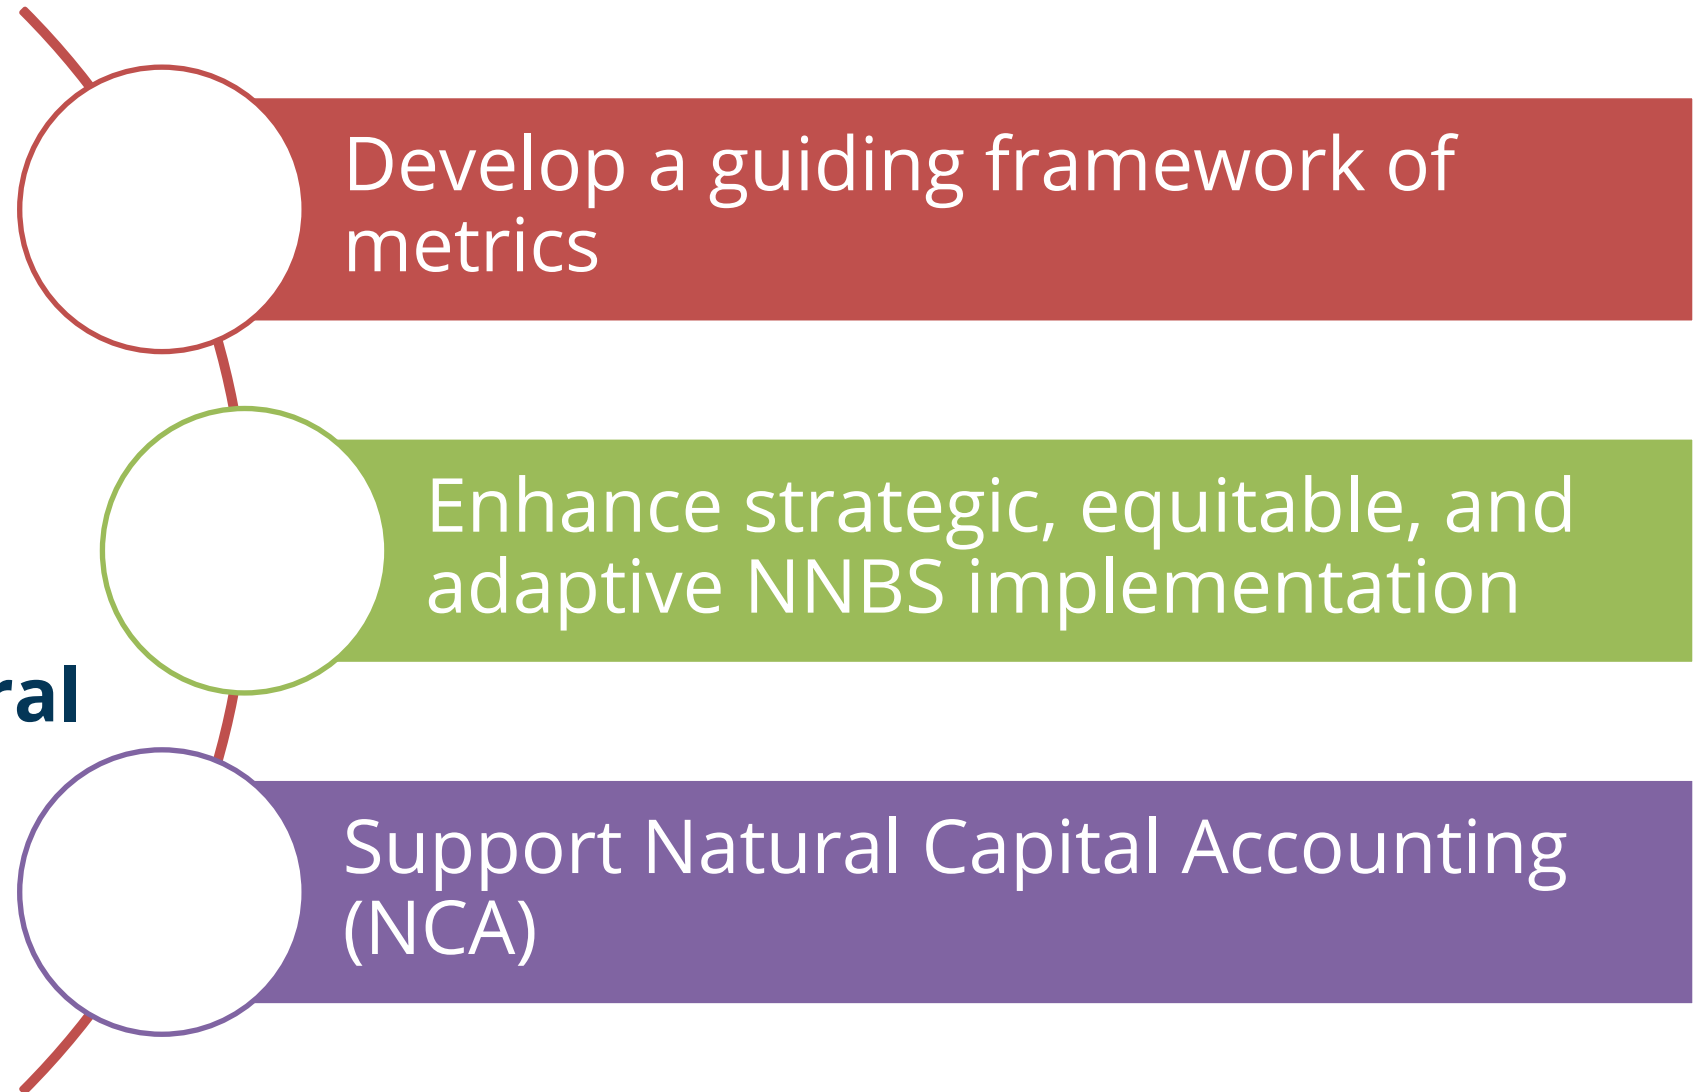 Develop a guiding framework of
metrics
Enhance strategic, equitable, and
adaptive NNBS implementation
ral
Support Natural Capital Accounting
(NCA)